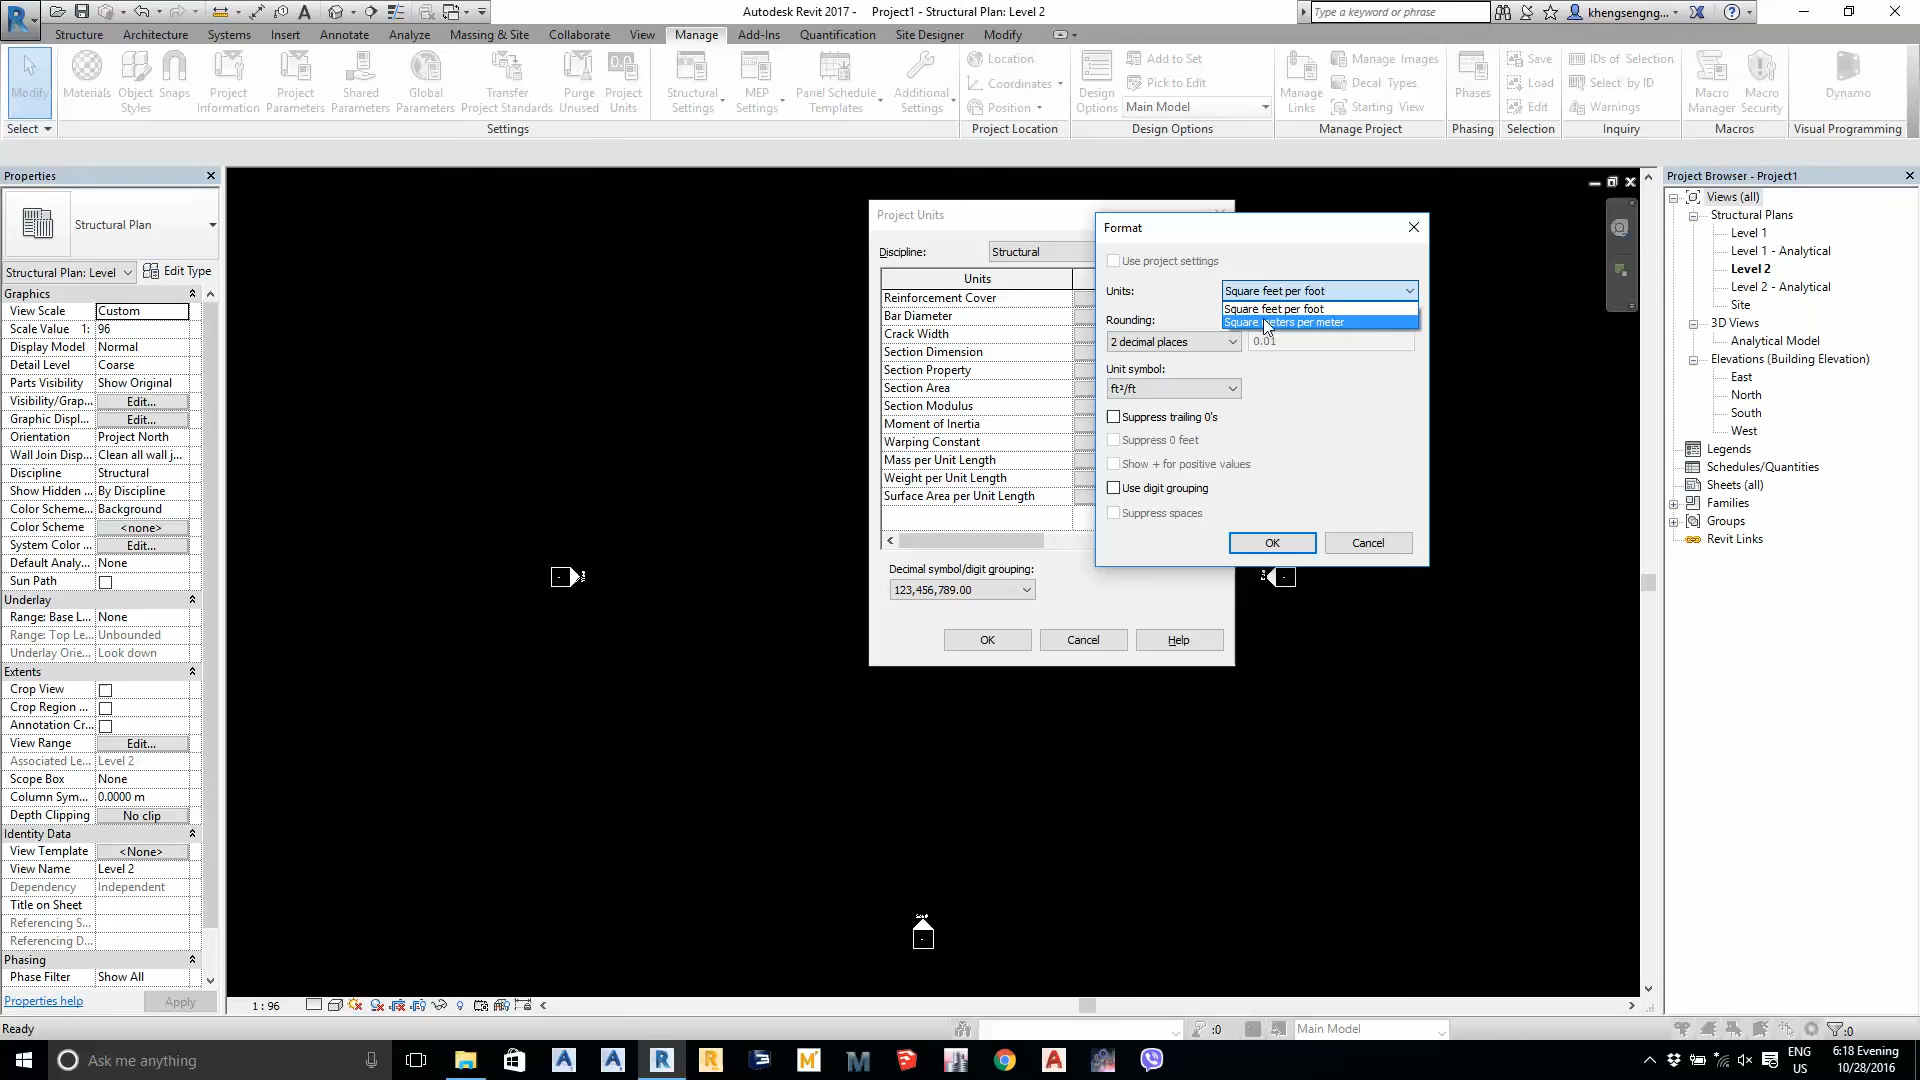 Autodesk Revit 2017 - Project1 - Structural Plan: Level 2
Type a keyword or phrase
khengsengng...
Structure Architecture Systems Insert Annotate Analyze Massing & Site Collaborate View Manage Add-Ins Quantification Site Designer Modify
Modify
Materials
Object Styles
Snaps
Project Information
Project Parameters
Shared Parameters
Global Parameters
Transfer Project Standards
Purge Unused
Project Units
Structural Settings
MEP Settings
Panel Schedule Templates
Additional Settings
Location
Coordinates
Position
Design Options
Add to Set
Pick to Edit
Main Model
Manage Links
Manage Images
Decal Types
Starting View
Phases
Save
Load
Edit
IDs of Selection
Select by ID
Warnings
Macro Manager
Macro Security
Dynamo
Select Settings Project Location Design Options Manage Project Phasing Selection Inquiry Macros Visual Programming
Properties
Structural Plan
Structural Plan: Level
Edit Type
Graphics
View Scale Custom
Scale Value 1: 96
Display Model Normal
Detail Level Coarse
Parts Visibility Show Original
Visibility/Grap... Edit...
Graphic Displ... Edit...
Orientation Project North
Wall Join Disp... Clean all wall j...
Discipline Structural
Show Hidden ... By Discipline
Color Scheme... Background
Color Scheme <none>
System Color ... Edit...
Default Analy... None
Sun Path
Underlay
Range: Base L... None
Range: Top Le... Unbounded
Underlay Orie... Look down
Extents
Crop View
Crop Region ...
Annotation Cr...
View Range Edit...
Associated Le... Level 2
Scope Box None
Column Sym... 0.0000 m
Depth Clipping No clip
Identity Data
View Template <None>
View Name Level 2
Dependency Independent
Title on Sheet
Referencing S...
Referencing D...
Phasing
Phase Filter Show All
Properties help Apply
Project Units
Discipline: Structural
Units
Reinforcement Cover
Bar Diameter
Crack Width
Section Dimension
Section Property
Section Area
Section Modulus
Moment of Inertia
Warping Constant
Mass per Unit Length
Weight per Unit Length
Surface Area per Unit Length
Decimal symbol/digit grouping:
123,456,789.00
OK Cancel Help
Format
Use project settings
Units: Square feet per foot
Square feet per foot
Square meters per meter
Rounding:
2 decimal places 0.01
Unit symbol:
ft²/ft
Suppress trailing 0's
Suppress 0 feet
Show + for positive values
Use digit grouping
Suppress spaces
OK Cancel
Project Browser - Project1
Views (all)
Structural Plans
Level 1
Level 1 - Analytical
Level 2
Level 2 - Analytical
Site
3D Views
Analytical Model
Elevations (Building Elevation)
East
North
South
West
Legends
Schedules/Quantities
Sheets (all)
Families
Groups
Revit Links
1 : 96
Ready
:0
Main Model
:0
Ask me anything
ENG
US
6:18 Evening
10/28/2016